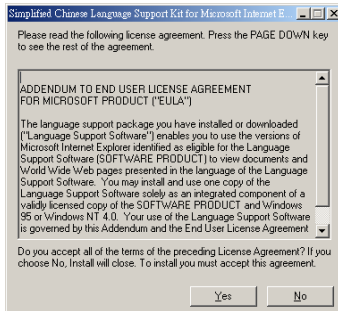 Simplified Chinese Language Support Kit for Microsoft Internet E...
Please read the following license agreement. Press the PAGE DOWN key
to see the rest of the agreement.
ADDENDUM TO END USER LICENSE AGREEMENT
FOR MICROSOFT PRODUCT ("EULA")
The language support package you have installed or downloaded
("Language Support Software") enables you to use the versions of
Microsoft Internet Explorer identified as eligible for the Language
Support Software (SOFTWARE PRODUCT) to view documents and
World Wide Web pages presented in the language of the Language
Support Software. You may install and use one copy of the
Language Support Software solely as an integrated component of a
validly licensed copy of the SOFTWARE PRODUCT and Windows
95 or Windows NT 4.0. Your use of the Language Support Software
is governed by this Addendum and the End User License Agreement
Do you accept all of the terms of the preceding License Agreement? If you
choose No, Install will close. To install you must accept this agreement.
Yes
No